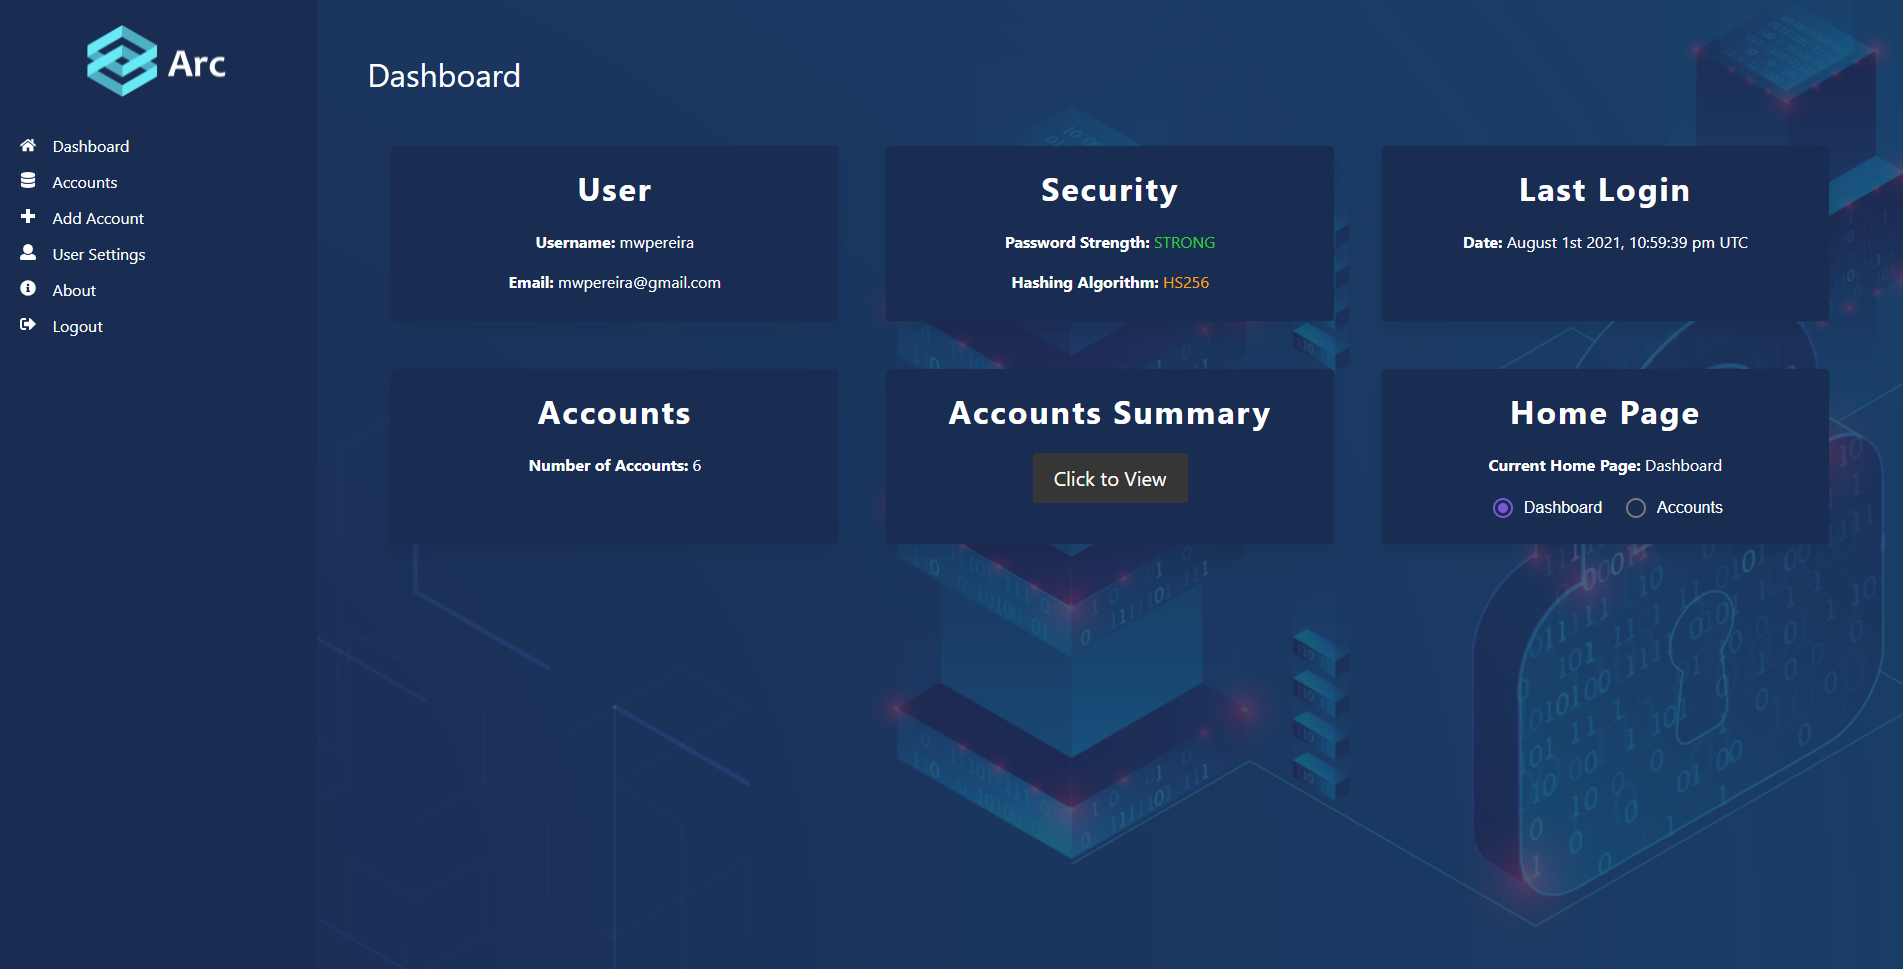 Arc
Dashboard
Accounts
Add Account
User Settings
About
Logout
Dashboard
User
Username: mwpereira
Email: mwpereira@gmail.com
Security
Password Strength: STRONG
Hashing Algorithm: HS256
Last Login
Date: August 1st 2021, 10:59:39 pm UTC
Accounts
Number of Accounts: 6
Accounts Summary
Click to View
Home Page
Current Home Page: Dashboard
Dashboard Accounts